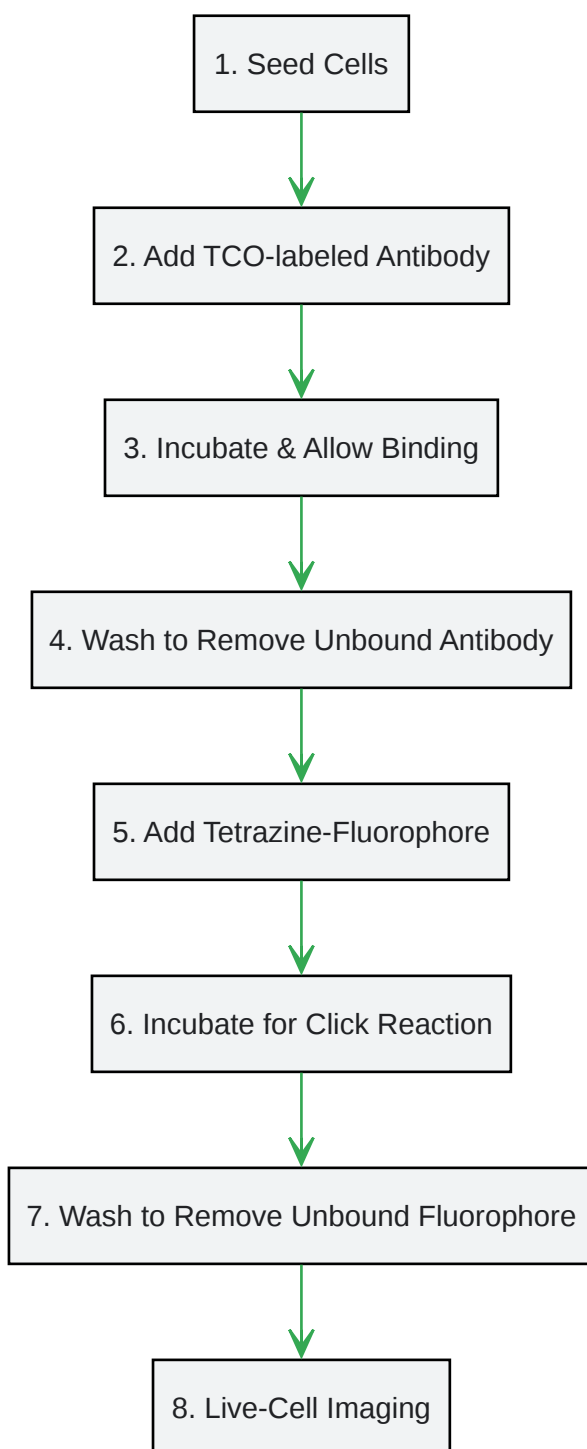 1. Seed Cells
2. Add TCO-labeled Antibody
3. Incubate & Allow Binding
4. Wash to Remove Unbound Antibody
5. Add Tetrazine-Fluorophore
6. Incubate for Click Reaction
7. Wash to Remove Unbound Fluorophore
8. Live-Cell Imaging